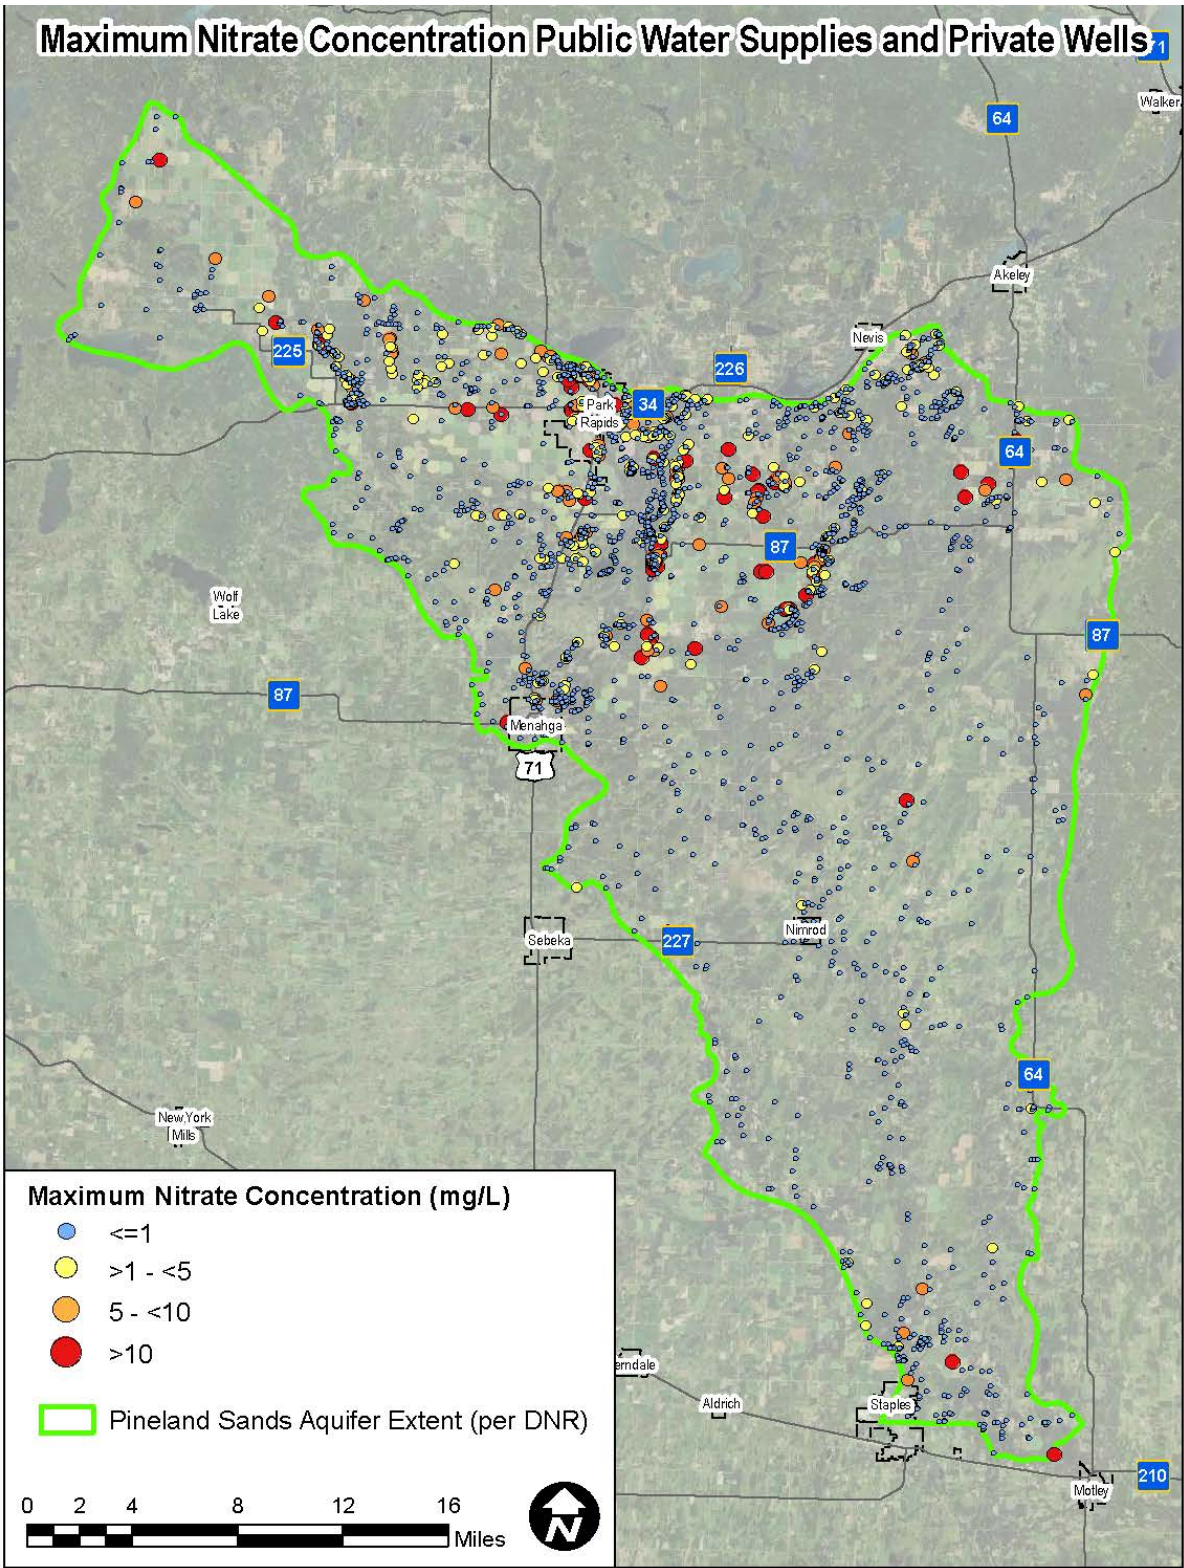 Maximum Nitrate Concentration Public Water Supplies and Private Wells
71
Walker
64
Akeley
Nevis
225
226
34
Park
Rapids
64
87
Wolf
Lake
87
87
Menahga
71
Nimrod
Sebeka
227
64
New York
Mills
Maximum Nitrate Concentration (mg/L)
<=1
>1 - <5
5 - <10
>10
Pineland Sands Aquifer Extent (per DNR)
0 2 4 8 12 16
Miles
N
erndale
Aldrich
Staples
210
Motley